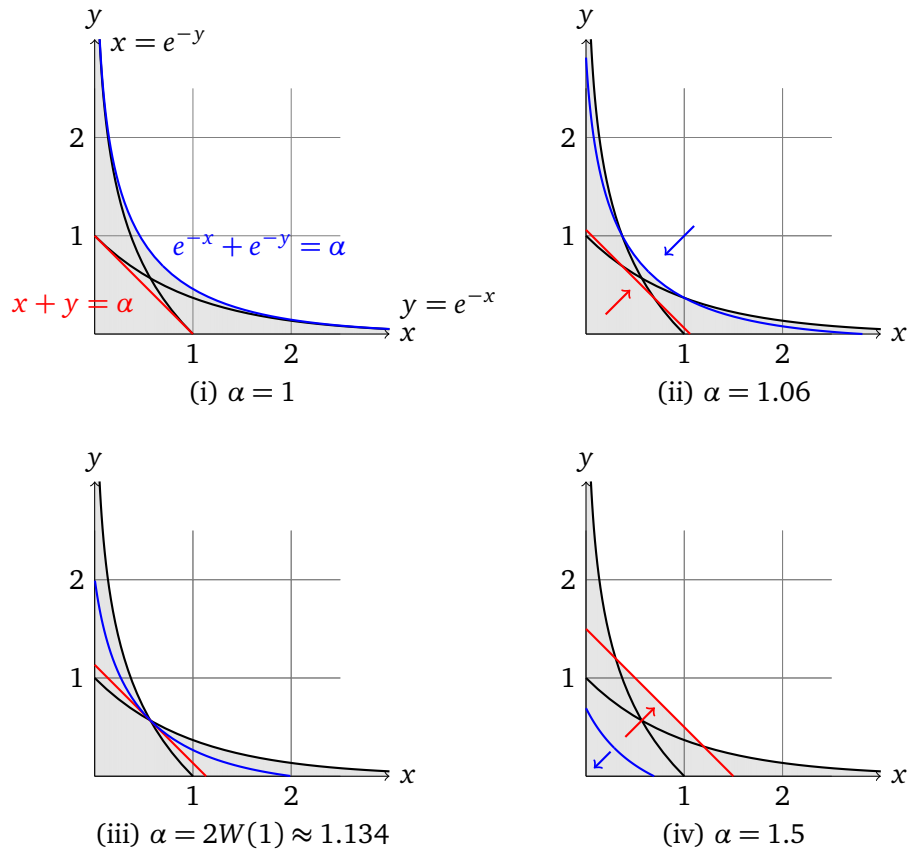 y
x = e^{-y}
2
1
e^{-x} + e^{-y} = α
x + y = α
y = e^{-x}
x
1 2
(i) α = 1
y
2
1
x
1 2
(ii) α = 1.06
y
2
1
x
1 2
(iii) α = 2W(1) ≈ 1.134
y
2
1
x
1 2
(iv) α = 1.5